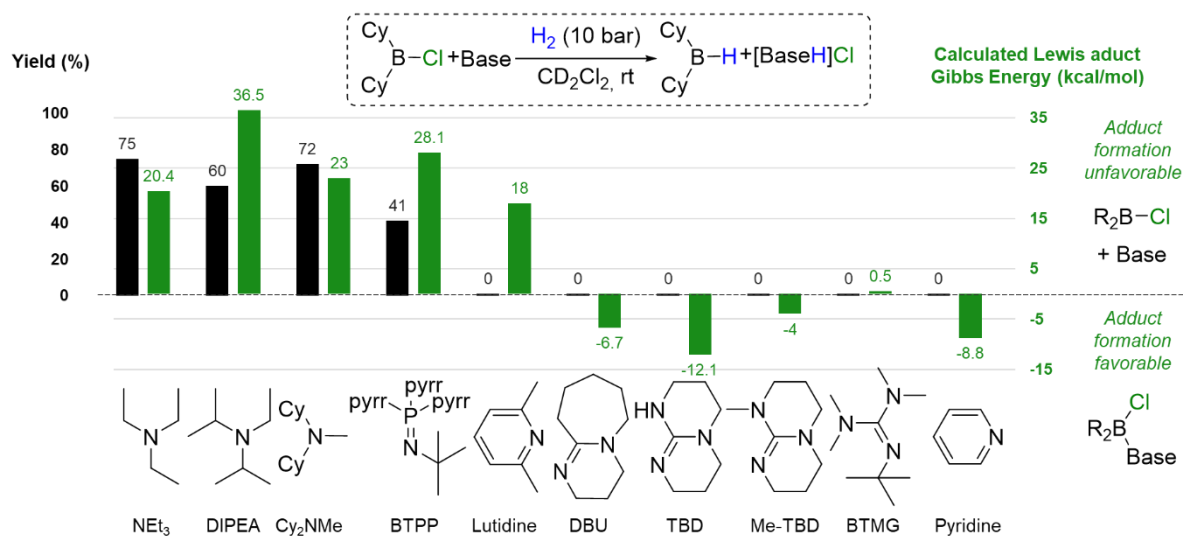 Yield (%)
Cy
B
Cl
Cy
+Base
H2 (10 bar)
CD2Cl2, rt
Cy
B
H
Cy
+[BaseH]Cl
Calculated Lewis aduct
Gibbs Energy (kcal/mol)
100
80
60
40
20
0
75
20.4
60
36.5
72
23
41
28.1
0
18
0
-6.7
0
-12.1
0
-4
0
0.5
0
-8.8
35
25
15
5
-5
-15
Adduct
formation
unfavorable
R2B–Cl
+ Base
Adduct
formation
favorable
Cl
R2B
Base
N
N
Cy
N
Cy
pyrr
pyrr
pyrr
P
N
N
N
N
HN
N
N
N
N
N
N
N
N
N
NEt3
DIPEA
Cy2NMe
BTPP
Lutidine
DBU
TBD
Me-TBD
BTMG
Pyridine